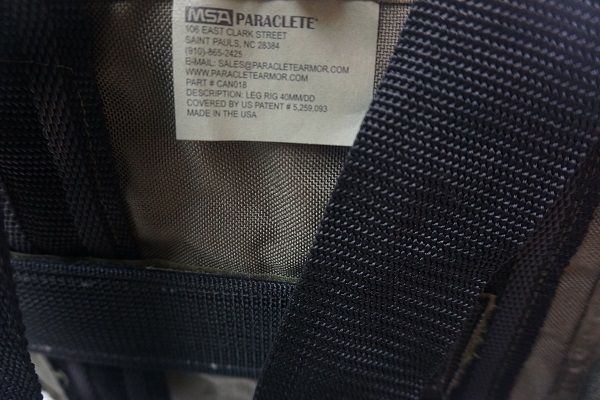 MSA PARACLETE®
106 EAST CLARK STREET
SAINT PAULS, NC 28384
(910)-865-2425
E-MAIL: SALES@PARACLETEARMOR.COM
WWW.PARACLETEARMOR.COM
PART # CAN018
DESCRIPTION: LEG RIG 40MM/DD
COVERED BY US PATENT # 5,259,093
MADE IN THE USA